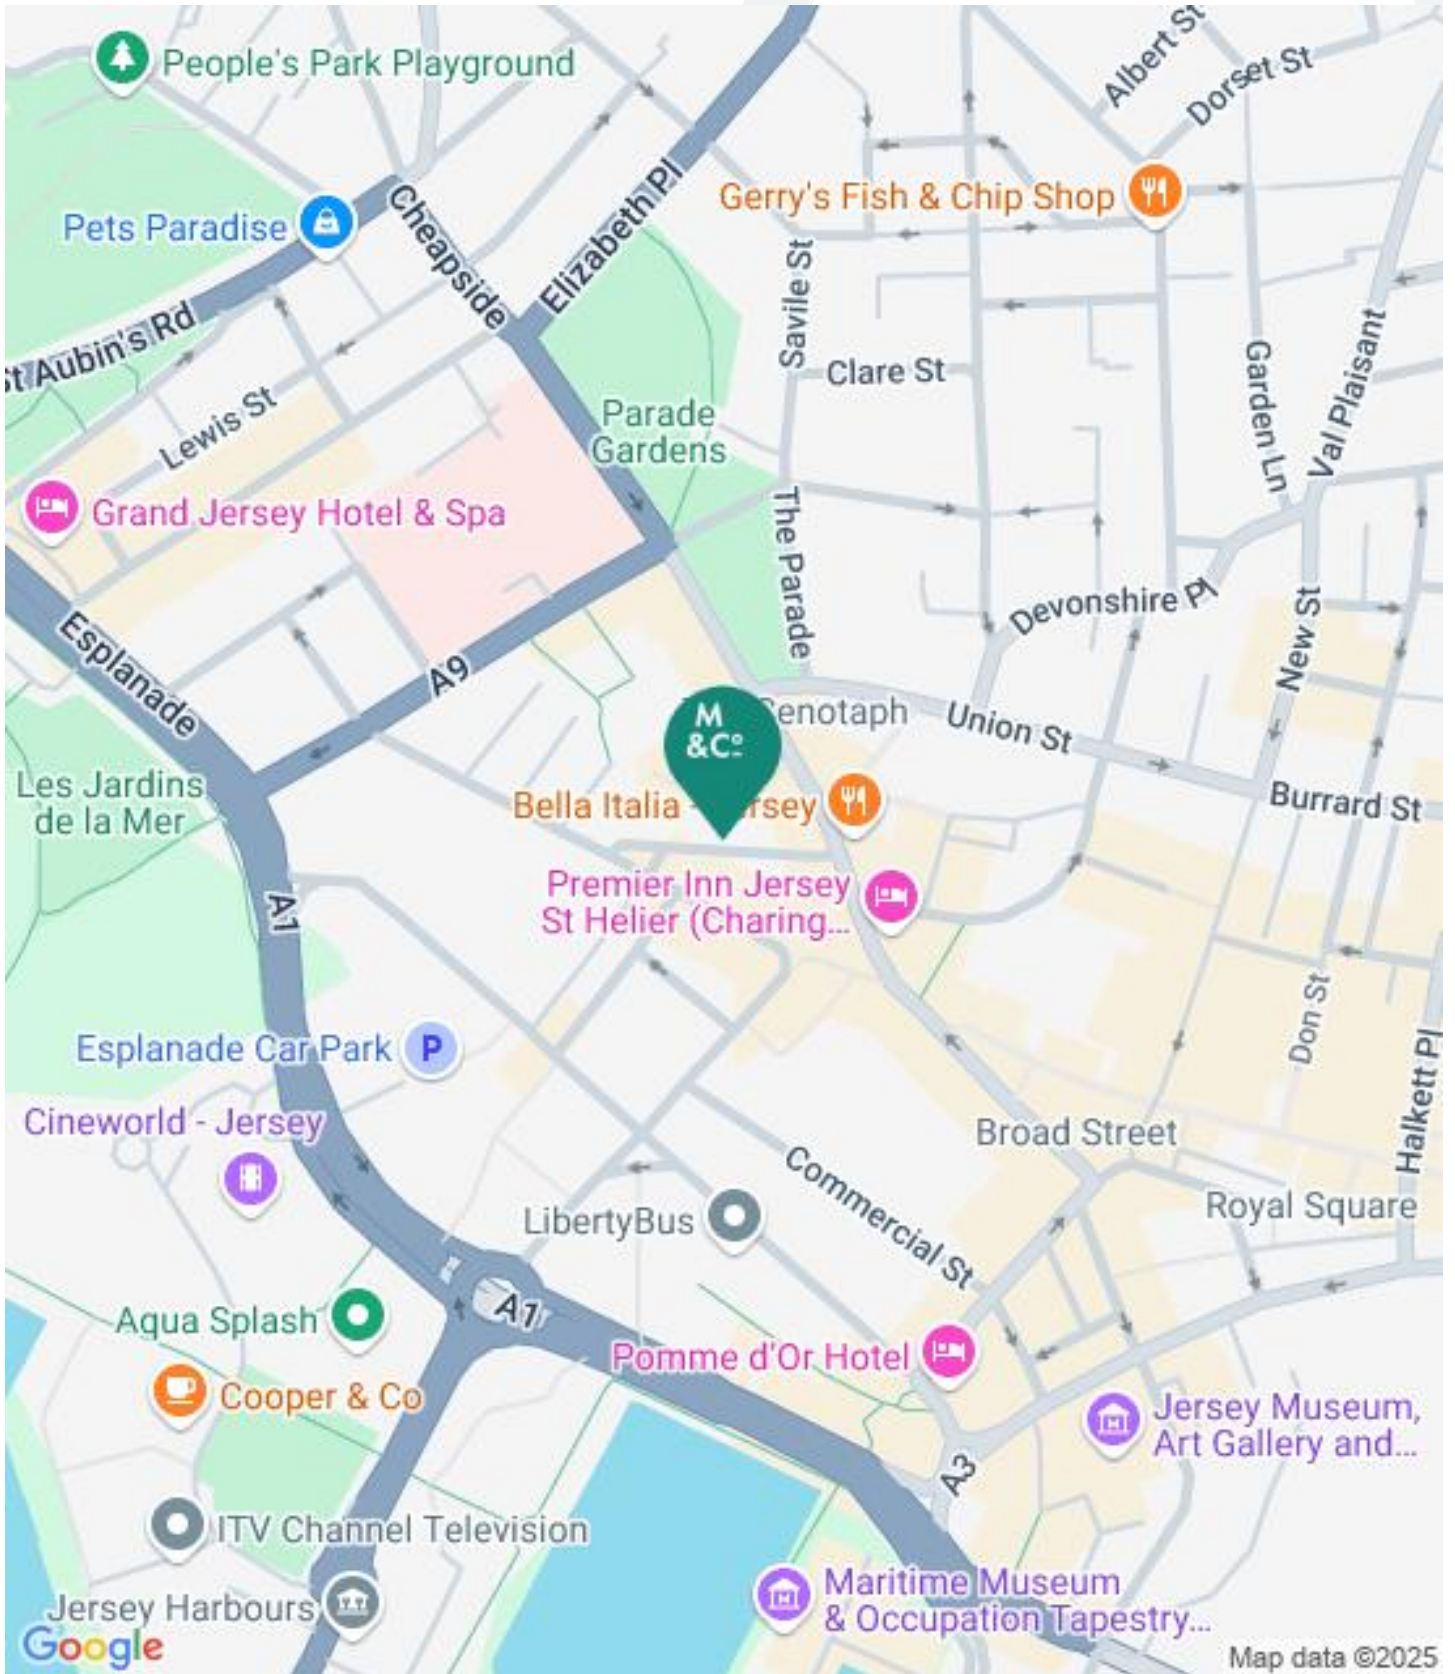 People's Park Playground
Albert St
Dorset St
Gerry's Fish & Chip Shop
Pets Paradise
Cheapside
Elizabeth Pl
Savile St
St Aubin's Rd
Clare St
Garden Ln
Val Plaisant
Lewis St
Parade
Gardens
Grand Jersey Hotel & Spa
The Parade
Devonshire Pl
Esplanade
A9
New St
M
&Co
Cenotaph
Union St
Les Jardins
de la Mer
Bella Italia - Jersey
Burrard St
Premier Inn Jersey
St Helier (Charing...
A1
Don St
Esplanade Car Park
P
Halkett Pl
Cineworld - Jersey
Broad Street
Commercial St
Royal Square
LibertyBus
Aqua Splash
A1
Pomme d'Or Hotel
Cooper & Co
Jersey Museum,
Art Gallery and...
A3
ITV Channel Television
Maritime Museum
& Occupation Tapestry...
Jersey Harbours
Google
Map data ©2025